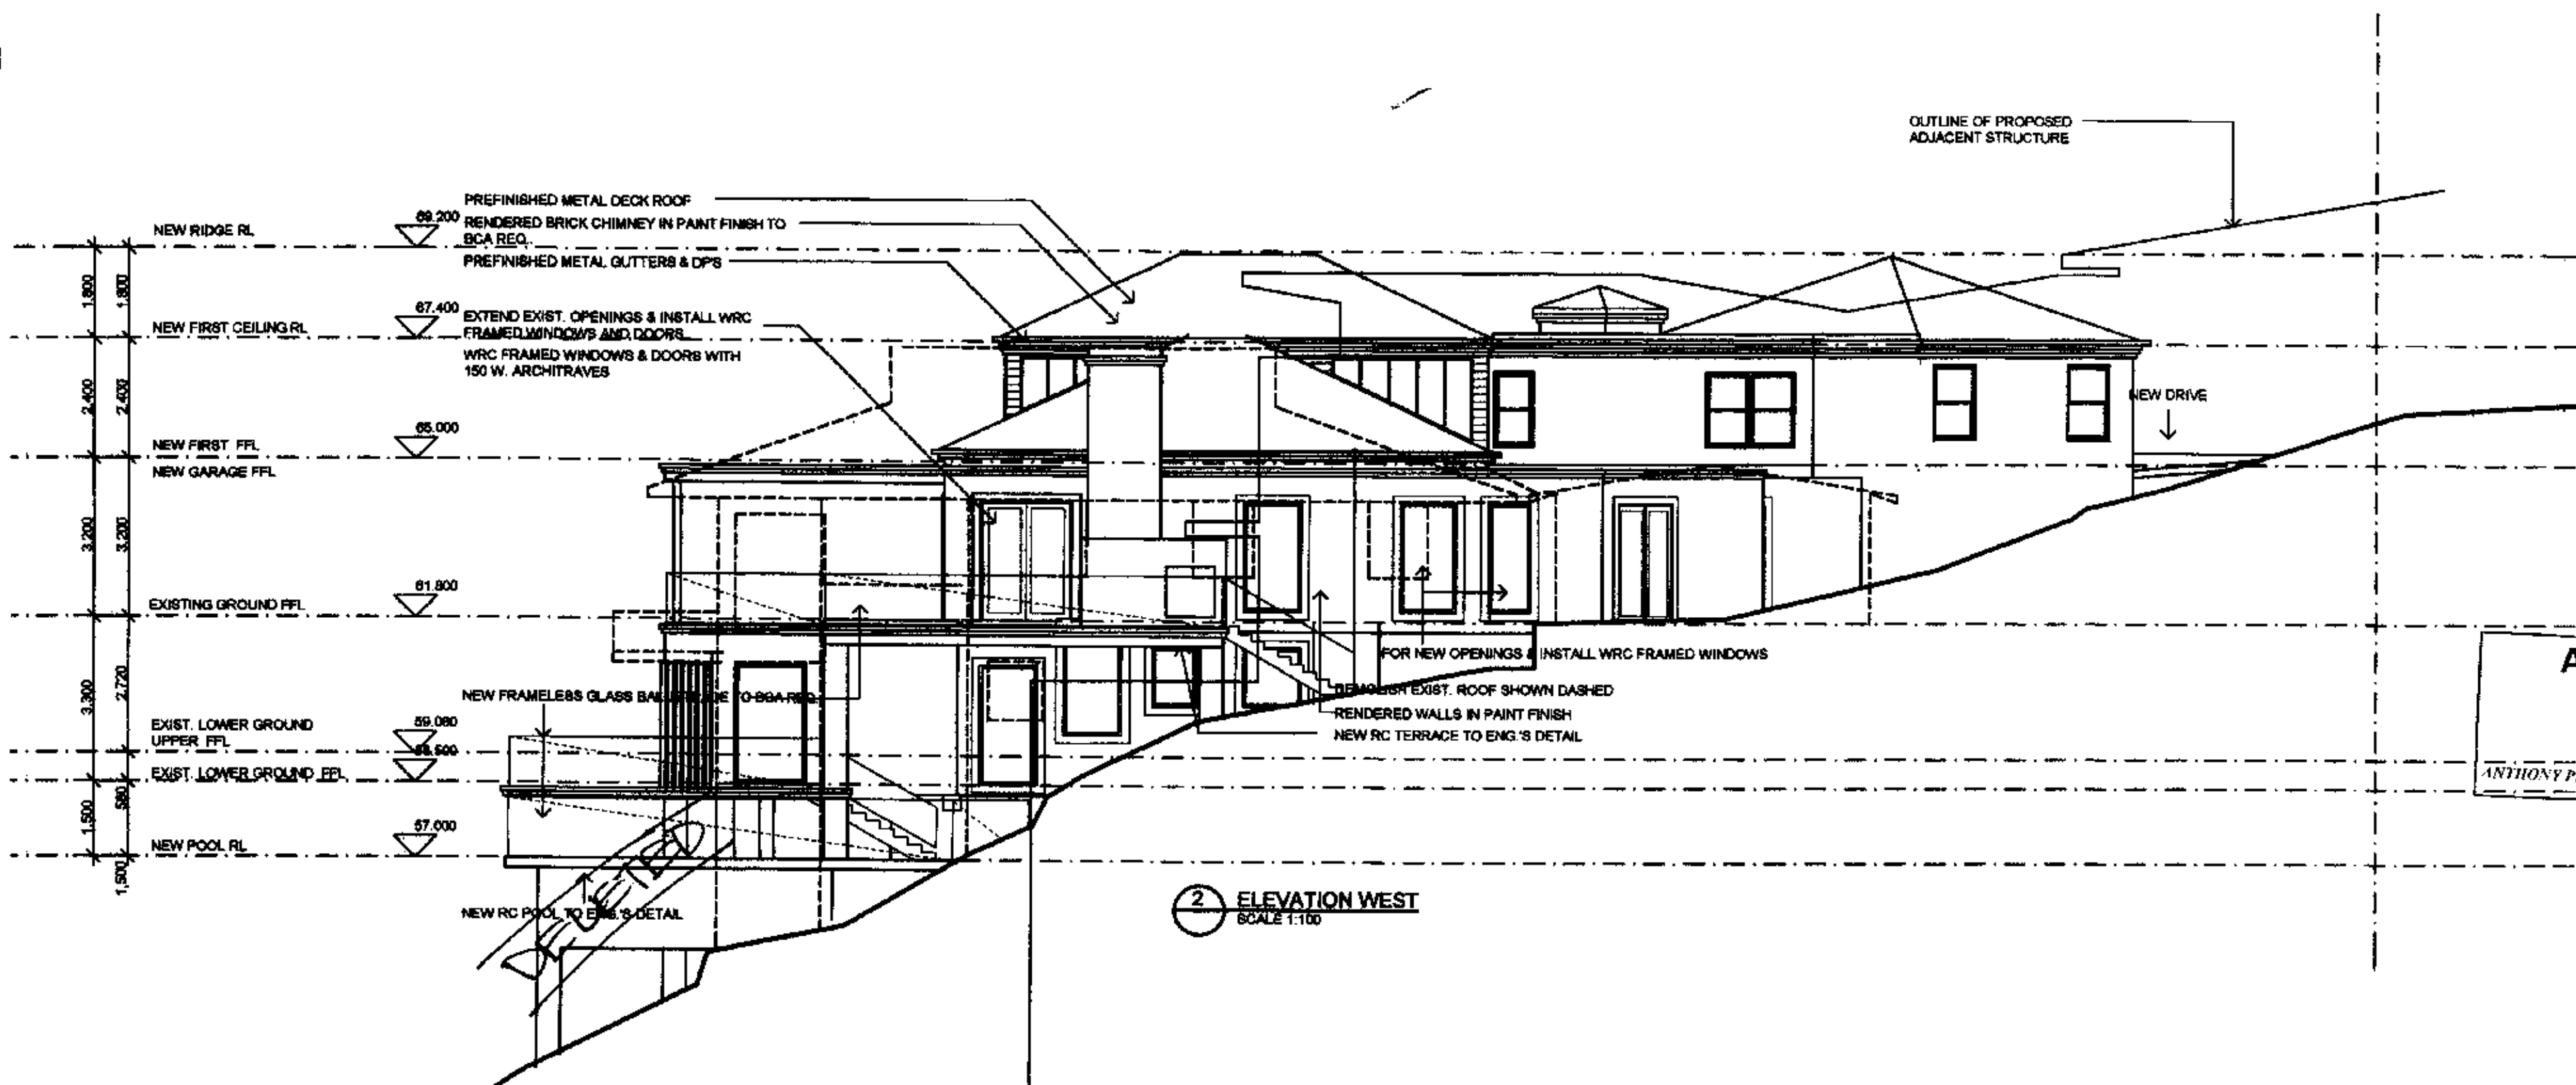 OUTLINE OF PROPOSED
ADJACENT STRUCTURE
PREFINISHED METAL DECK ROOF
69.200
RENDERED BRICK CHIMNEY IN PAINT FINISH TO
BCA REQ.
NEW RIDGE RL
PREFINISHED METAL GUTTERS & DP'S
1,800
1,800
67.400
EXTEND EXIST. OPENINGS & INSTALL WRC
FRAMED WINDOWS AND DOORS
NEW FIRST CEILING RL
WRC FRAMED WINDOWS & DOORS WITH
150 W. ARCHITRAVES
2,400
2,400
NEW DRIVE
65.000
NEW FIRST FFL
NEW GARAGE FFL
3,200
3,200
61.800
EXISTING GROUND FFL
FOR NEW OPENINGS & INSTALL WRC FRAMED WINDOWS
3,300
2,720
NEW FRAMELESS GLASS BALUSTRADE TO BCA REQ.
DEMOLISH EXIST. ROOF SHOWN DASHED
RENDERED WALLS IN PAINT FINISH
NEW RC TERRACE TO ENG.'S DETAIL
59.080
EXIST. LOWER GROUND
UPPER FFL
58.500
EXIST. LOWER GROUND FFL
ANTHONY
1,500
580
57.000
NEW POOL RL
1,500
DELETED
NEW RC POOL TO ENG.'S DETAIL
2
ELEVATION WEST
SCALE 1:100